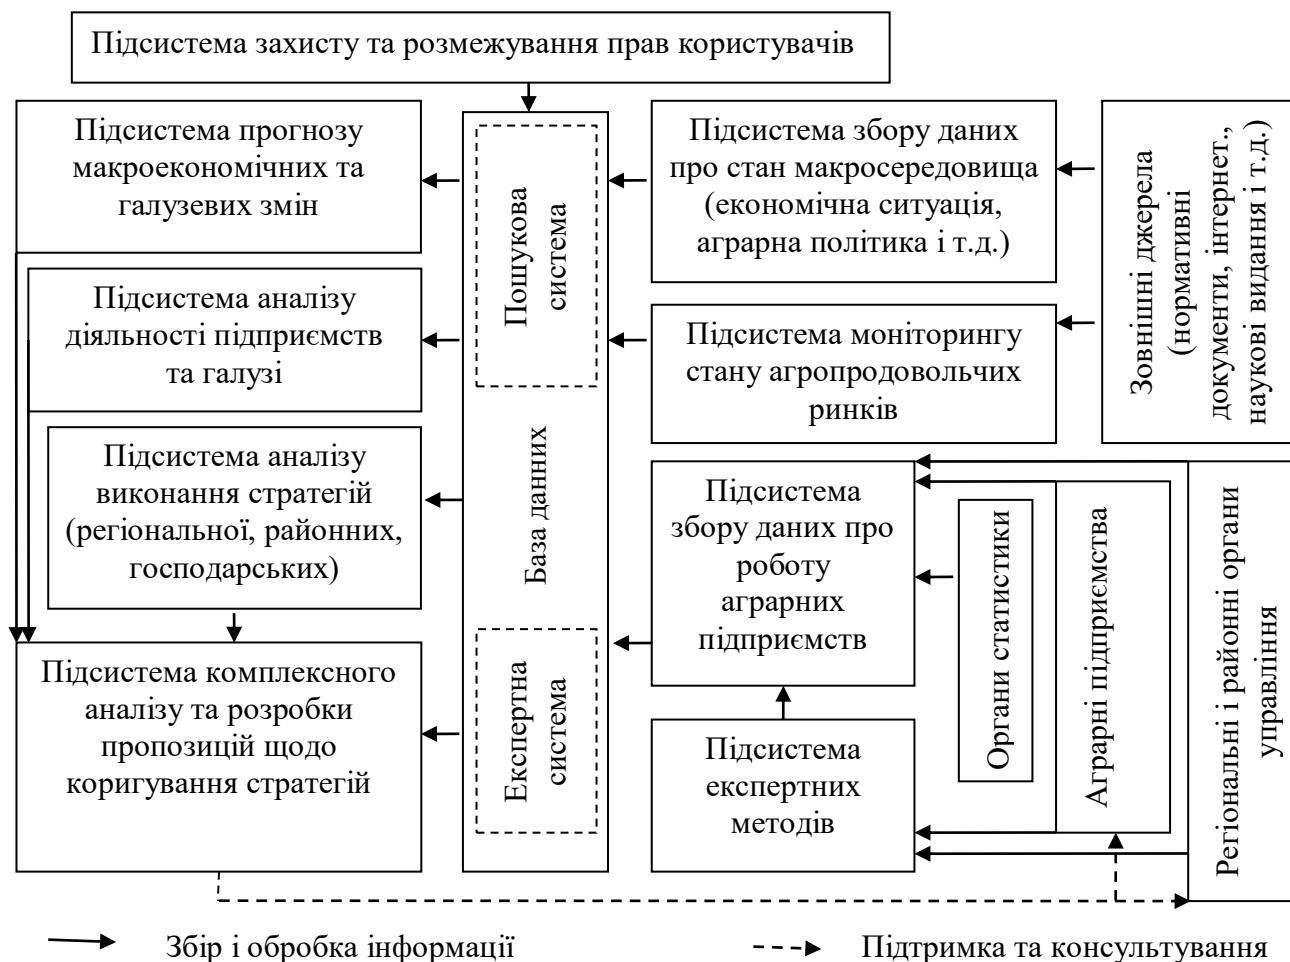 Підсистема захисту та розмежування прав користувачів
Підсистема прогнозу
макроекономічних та
галузевих змін
Підсистема аналізу
діяльності підприємств
та галузі
Підсистема аналізу
виконання стратегій
(регіональної, районних,
господарських)
Підсистема комплексного
аналізу та розробки
пропозицій щодо
коригування стратегій
Пошукова
система
База данних
Експертна
система
Підсистема збору даних
про стан макросередовища
(економічна ситуація,
аграрна політика і т.д.)
Підсистема моніторингу
стану агропродовольчих
ринків
Підсистема
збору даних про
роботу
аграрних
підприємств
Підсистема
експертних
методів
Зовнішні джерела
(нормативні
документи, інтернет.,
наукові видання і т.д.)
Органи статистики
Аграрні підприємства
Регіональні і районні органи
управління
Збір і обробка інформації
Підтримка та консультування